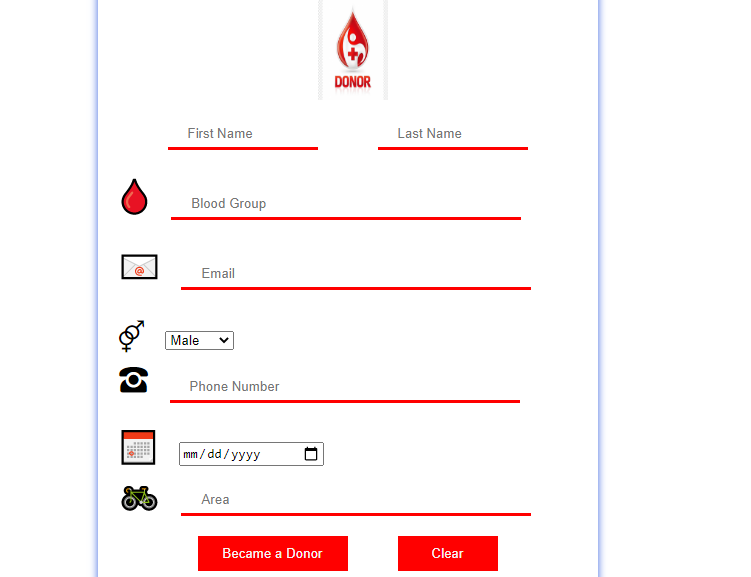 DONOR
First Name Last Name
Blood Group
@
Email
Male
Phone Number
mm/dd/yyyy
Area
Became a Donor Clear